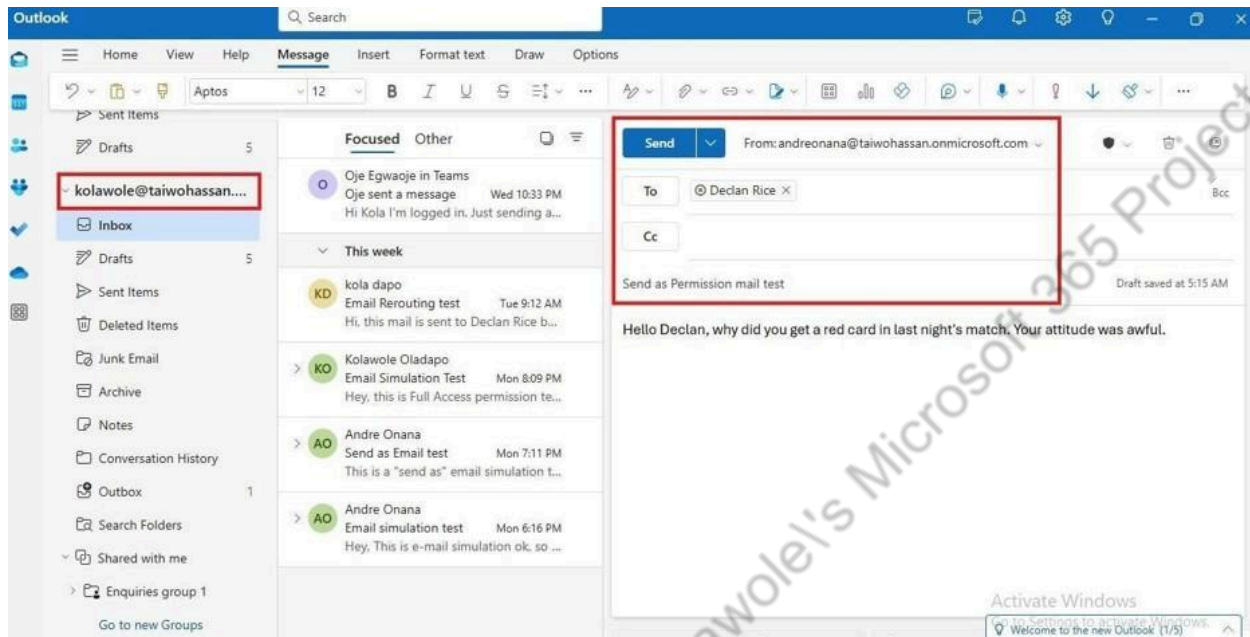 Outlook
Search
Home View Help Message Insert Format text Draw Options
Aptos 12 B I U S
Sent Items
Drafts 5
kolawole@taiwohassan....
Inbox
Drafts 5
Sent Items
Deleted Items
Junk Email
Archive
Notes
Conversation History
Outbox 1
Search Folders
Shared with me
Enquiries group 1
Go to new Groups
Focused Other
O
Oje Egwaoje in Teams
Oje sent a message Wed 10:33 PM
Hi Kola I'm logged in. Just sending a...
This week
KD
kola dapo
Email Rerouting test Tue 9:12 AM
Hi, this mail is sent to Declan Rice b...
KO
Kolawole Oladapo
Email Simulation Test Mon 8:09 PM
Hey, this is Full Access permission te...
AO
Andre Onana
Send as Email test Mon 7:11 PM
This is a "send as" email simulation t...
AO
Andre Onana
Email simulation test Mon 6:16 PM
Hey, This is e-mail simulation ok. so ...
Send From: andreonana@taiwohassan.onmicrosoft.com
To Declan Rice Bcc
Cc
Send as Permission mail test Draft saved at 5:15 AM
Hello Declan, why did you get a red card in last night's match. Your attitude was awful.
awole\'s Microsoft 365 Project
Activate Windows
Go to Settings to activate Windows.
Welcome to the new Outlook (1/5)